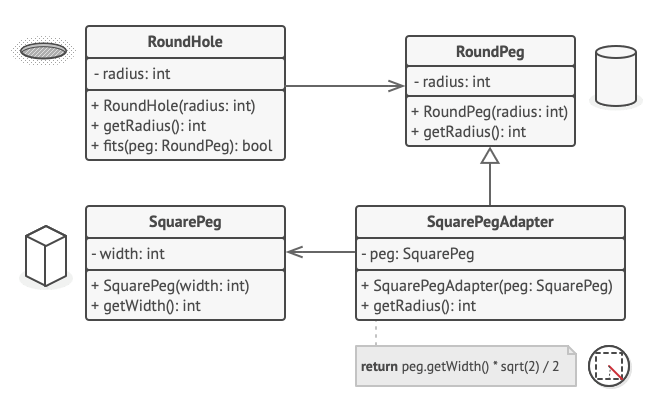 RoundHole
- radius: int
+ RoundHole(radius: int)
+ getRadius(): int
+ fits(peg: RoundPeg): bool
RoundPeg
- radius: int
+ RoundPeg(radius: int)
+ getRadius(): int
SquarePeg
- width: int
+ SquarePeg(width: int)
+ getWidth(): int
SquarePegAdapter
- peg: SquarePeg
+ SquarePegAdapter(peg: SquarePeg)
+ getRadius(): int
return peg.getWidth() * sqrt(2) / 2